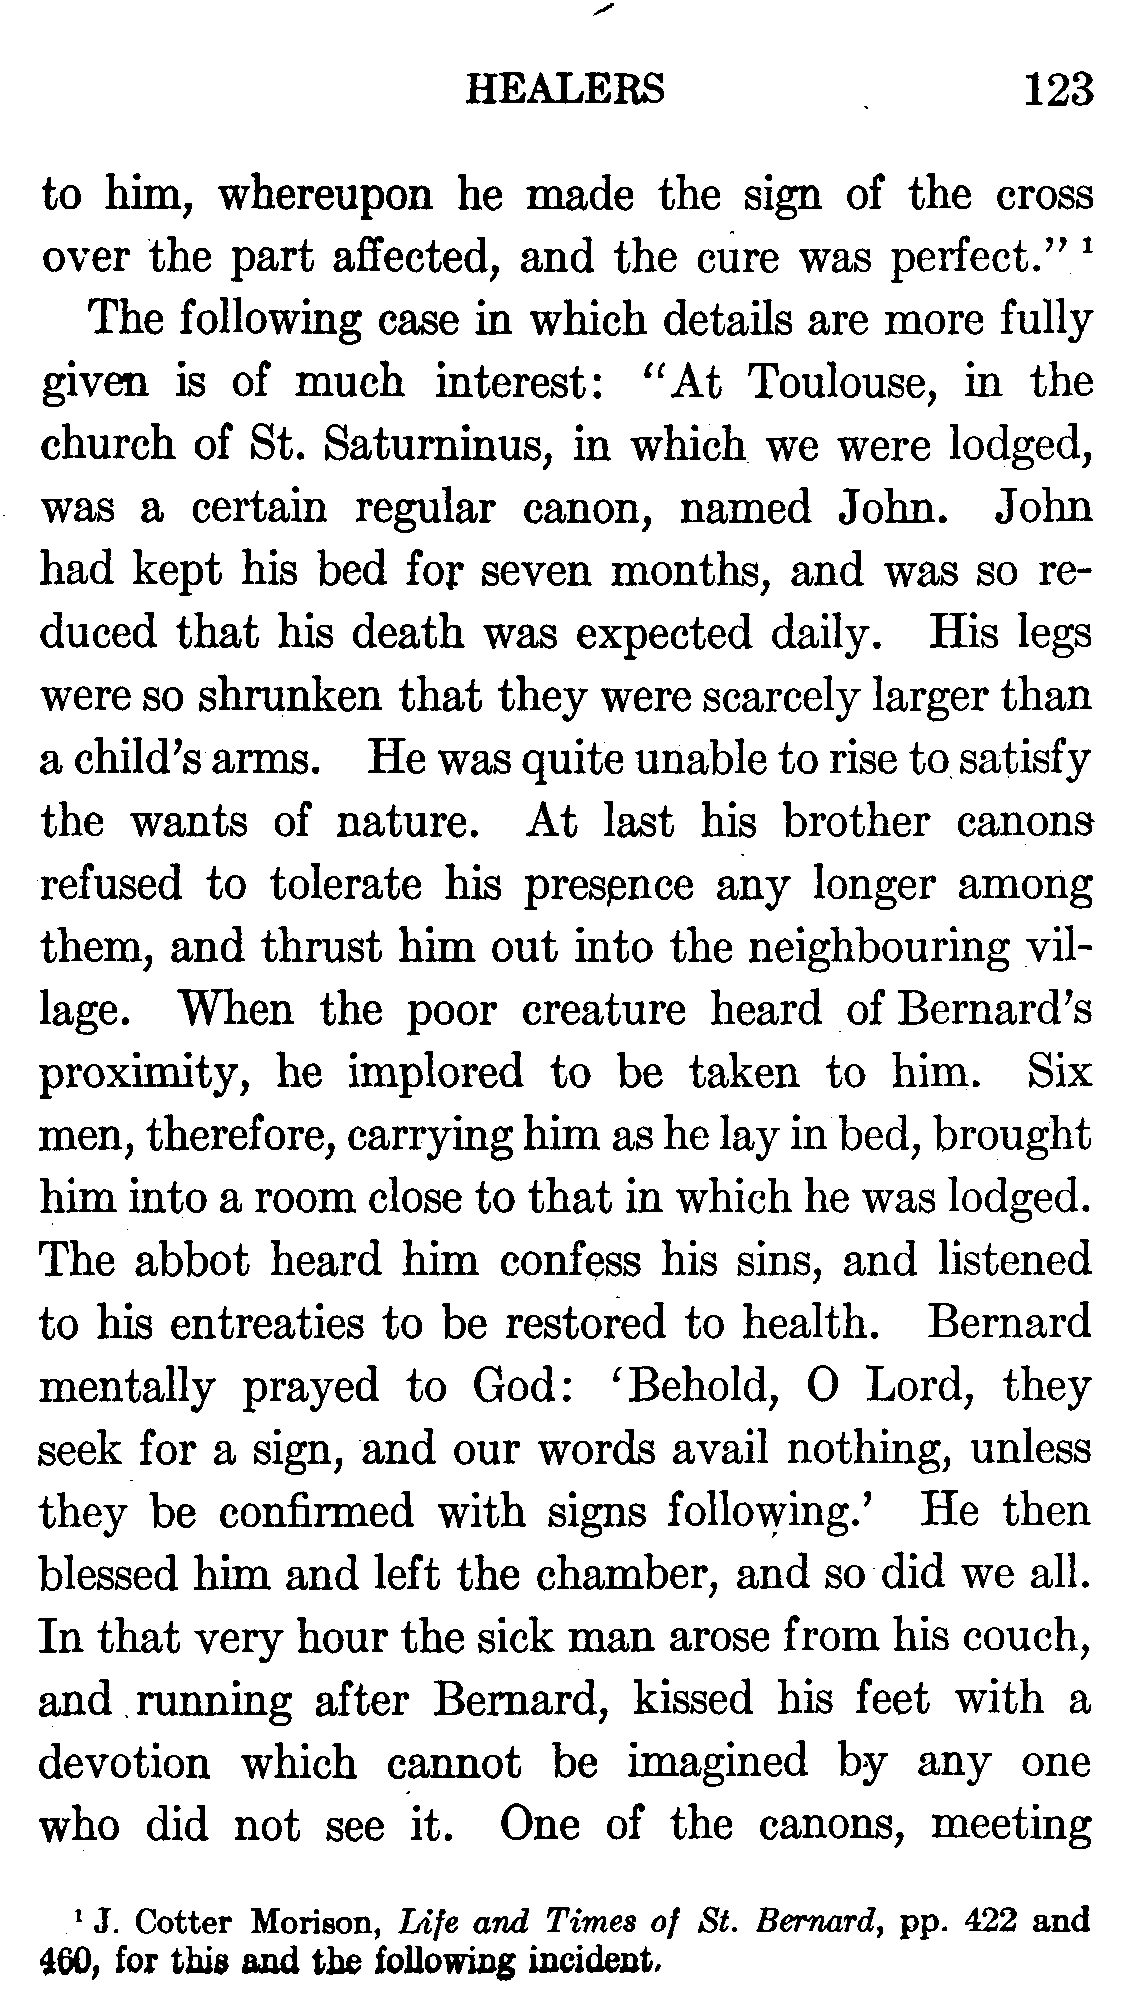 HEALERS 123
to him, whereupon he made the sign of the cross
over the part affected, and the cure was perfect." ¹
The following case in which details are more fully
given is of much interest: "At Toulouse, in the
church of St. Saturninus, in which we were lodged,
was a certain regular canon, named John. John
had kept his bed for seven months, and was so re-
duced that his death was expected daily. His legs
were so shrunken that they were scarcely larger than
a child's arms. He was quite unable to rise to satisfy
the wants of nature. At last his brother canons
refused to tolerate his presence any longer among
them, and thrust him out into the neighbouring vil-
lage. When the poor creature heard of Bernard's
proximity, he implored to be taken to him. Six
men, therefore, carrying him as he lay in bed, brought
him into a room close to that in which he was lodged.
The abbot heard him confess his sins, and listened
to his entreaties to be restored to health. Bernard
mentally prayed to God: 'Behold, O Lord, they
seek for a sign, and our words avail nothing, unless
they be confirmed with signs following.' He then
blessed him and left the chamber, and so did we all.
In that very hour the sick man arose from his couch,
and running after Bernard, kissed his feet with a
devotion which cannot be imagined by any one
who did not see it. One of the canons, meeting
¹ J. Cotter Morison, Life and Times of St. Bernard, pp. 422 and
460, for this and the following incident.